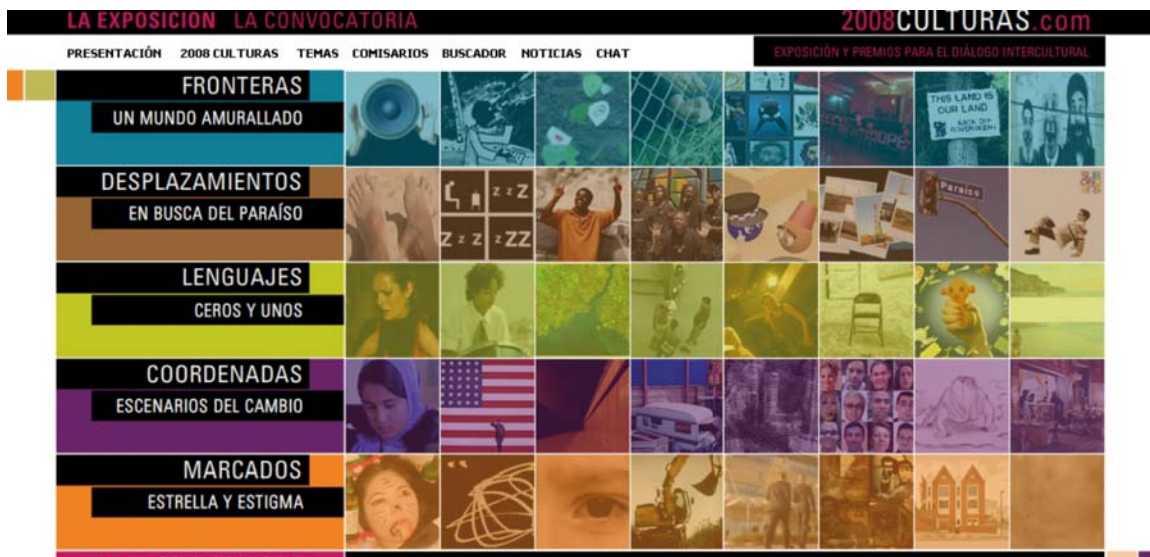 LA EXPOSICION LA CONVOCATORIA
2008CULTURAS.com
PRESENTACIÓN 2008 CULTURAS TEMAS COMISARIOS BUSCADOR NOTICIAS CHAT
EXPOSICIÓN Y PREMIOS PARA EL DIÁLOGO INTERCULTURAL
FRONTERAS
UN MUNDO AMURALLADO
HOPE
THIS LAND IS
OUR LAND
DESPLAZAMIENTOS
EN BUSCA DEL PARAÍSO
z z Z
Z z z z ZZ
Paraíso
LENGUAJES
CEROS Y UNOS
COORDENADAS
ESCENARIOS DEL CAMBIO
MARCADOS
ESTRELLA Y ESTIGMA